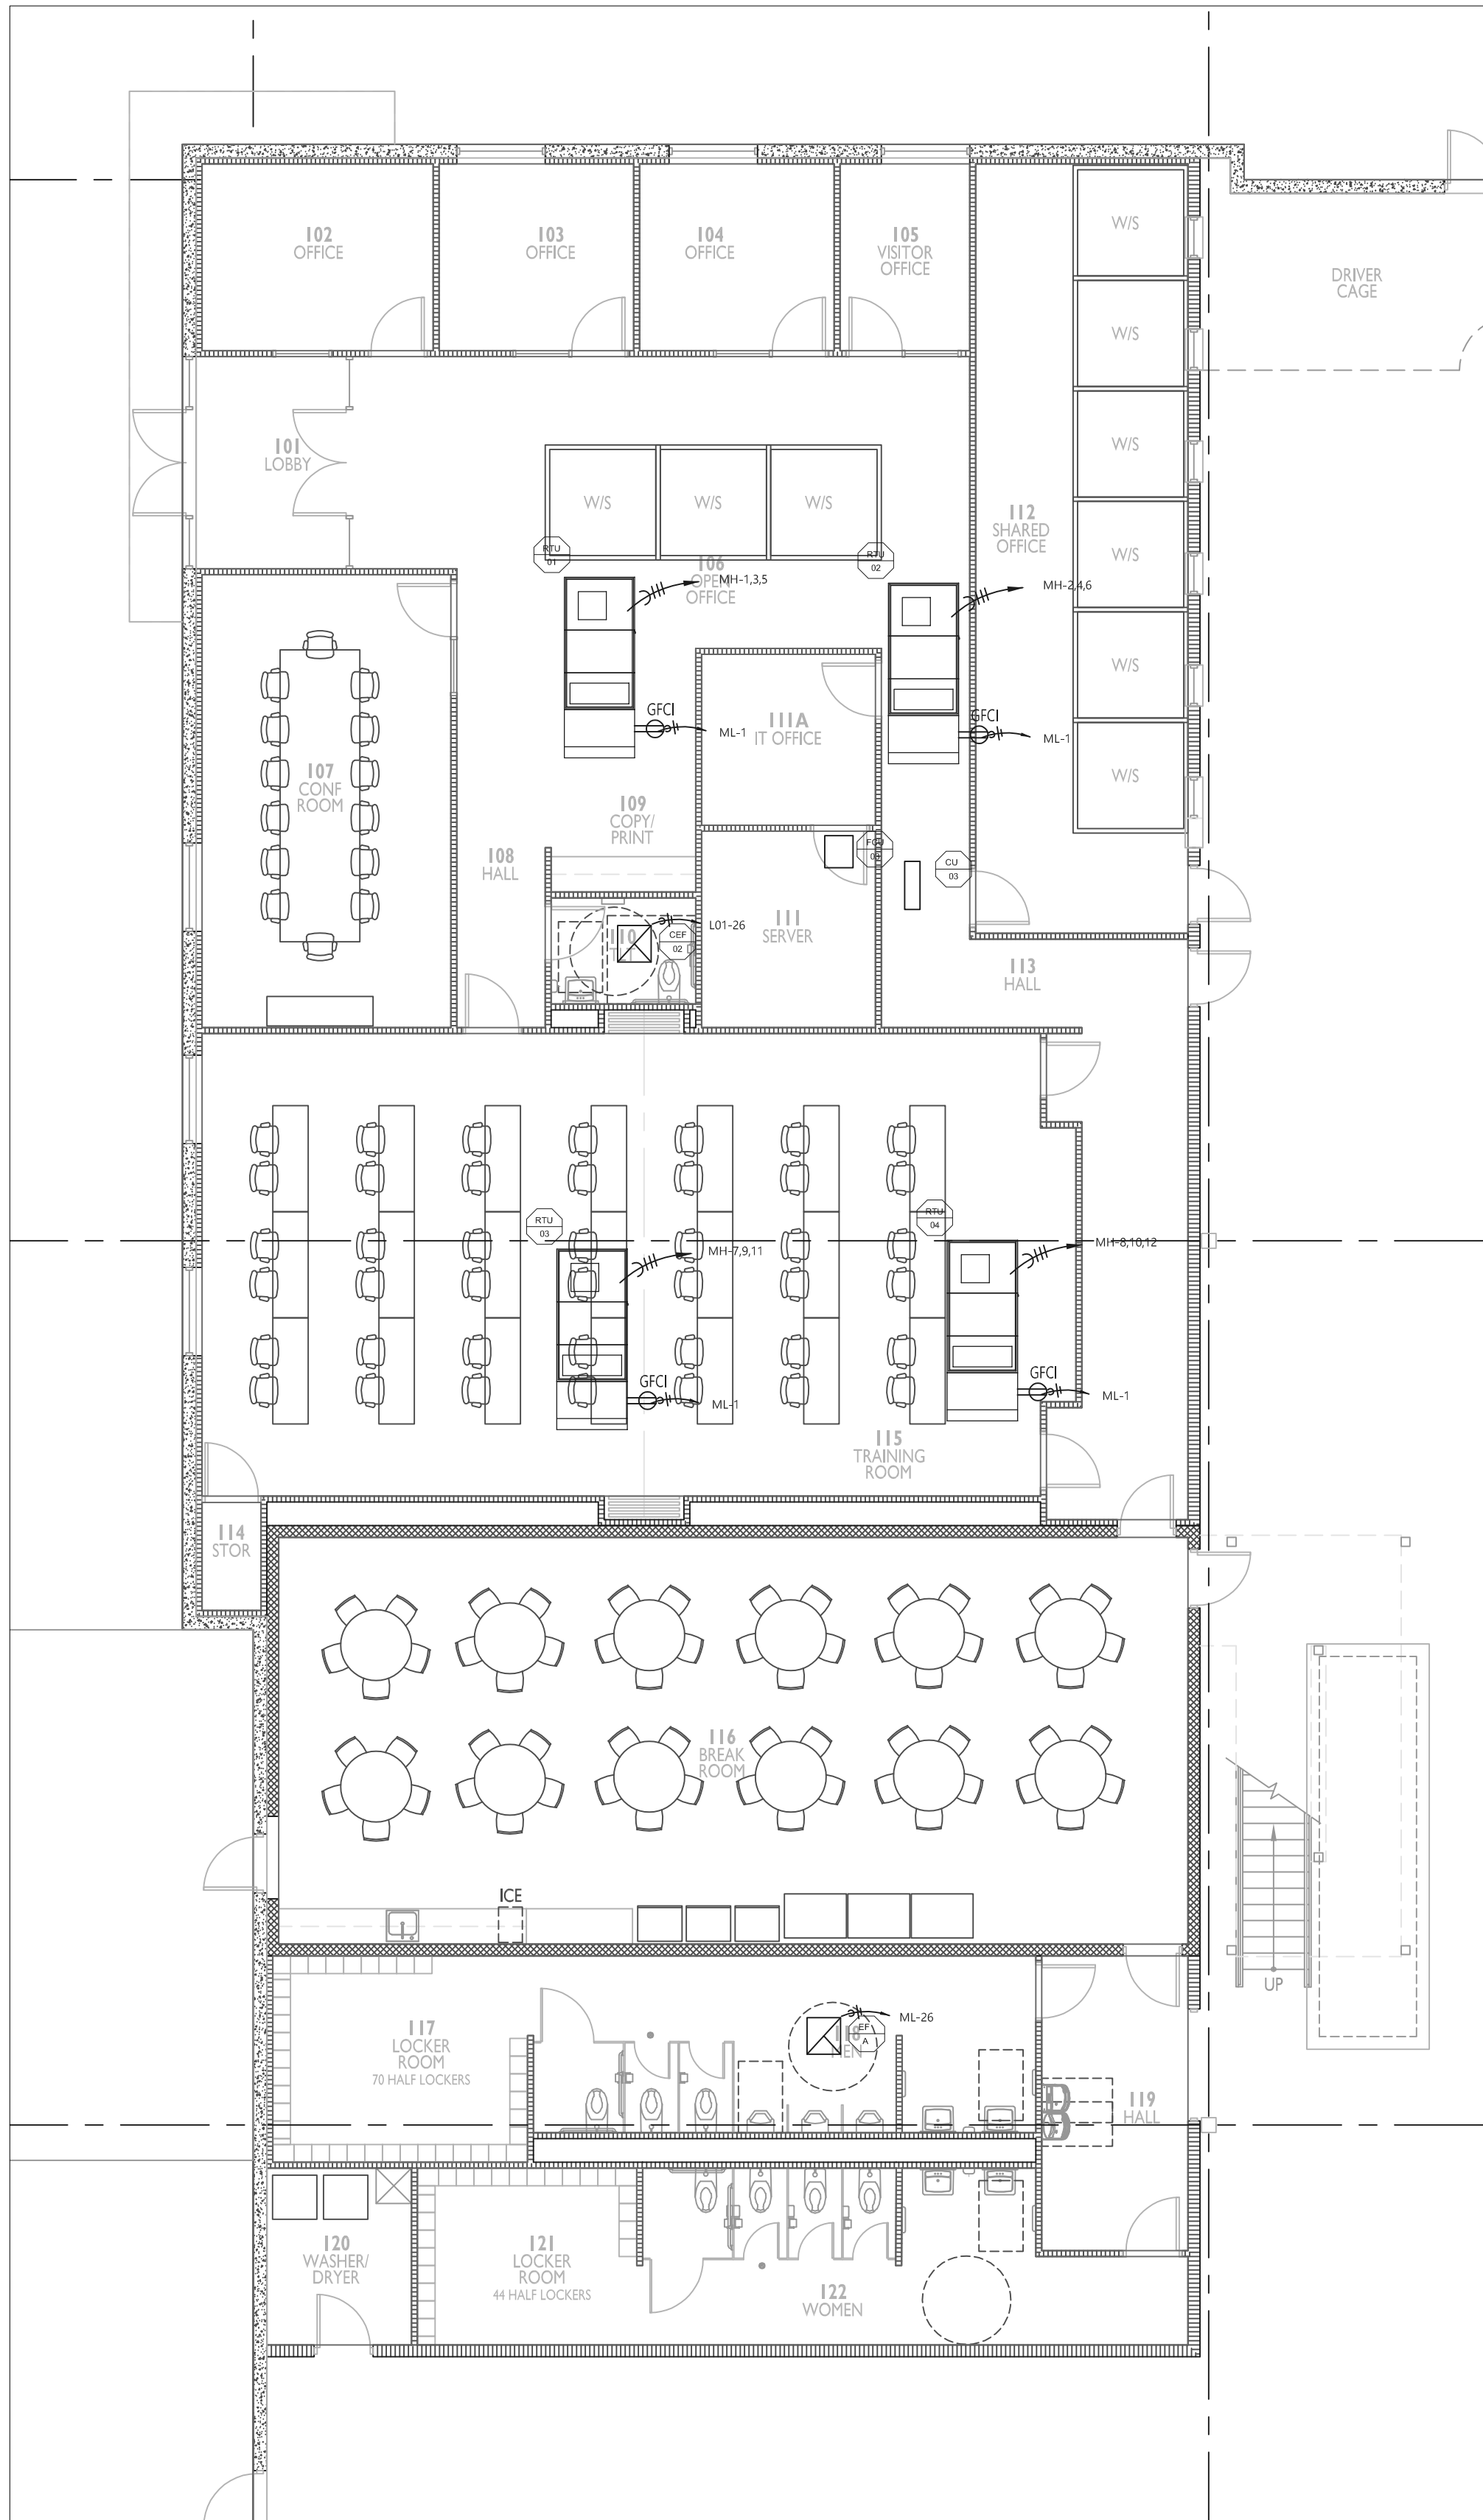 102
OFFICE
103
OFFICE
104
OFFICE
105
VISITOR
OFFICE
W/S
DRIVER
CAGE
W/S
W/S
101
LOBBY
W/S
W/S
W/S
112
SHARED
OFFICE
W/S
RTU
01
RTU
02
106
OPEN
OFFICE
MH-1,3,5
MH-2,4,6
W/S
GFCI
ML-1
111A
IT OFFICE
GFCI
ML-1
W/S
107
CONF
ROOM
109
COPY/
PRINT
108
HALL
CU
03
110
L01-26
CEF
02
111
SERVER
113
HALL
RTU
03
RTU
04
MH-7,9,11
MH-8,10,12
GFCI
ML-1
GFCI
ML-1
115
TRAINING
ROOM
114
STOR
116
BREAK
ROOM
ICE
UP
117
LOCKER
ROOM
70 HALF LOCKERS
ML-26
EF
A
118
MEN
119
HALL
120
WASHER/
DRYER
121
LOCKER
ROOM
44 HALF LOCKERS
122
WOMEN